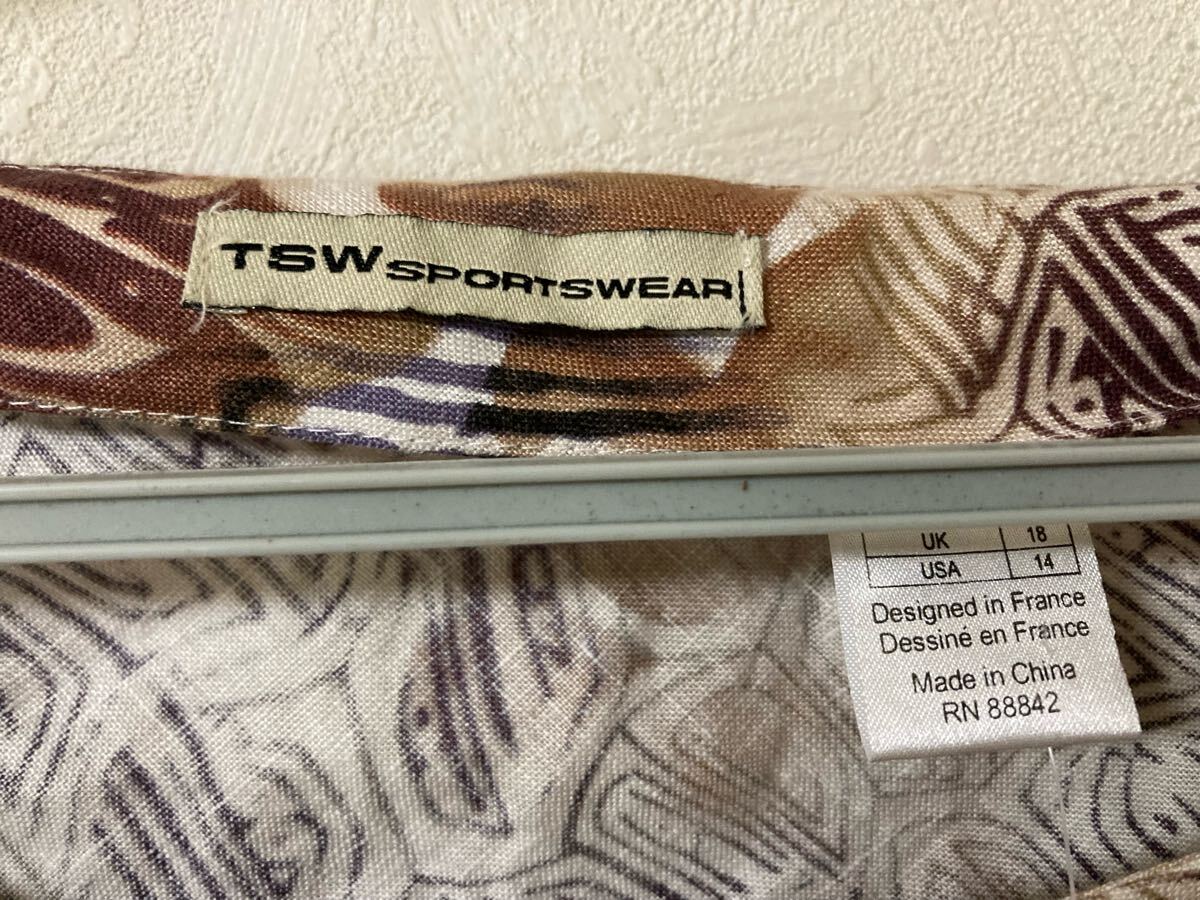 TSW SPORTSWEAR
UK 18
USA 14
Designed in France
Dessiné en France
Made in China
RN 88842